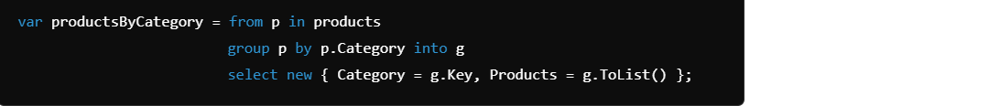 var productsByCategory = from p in products
group p by p.Category into g
select new { Category = g.Key, Products = g.ToList() };